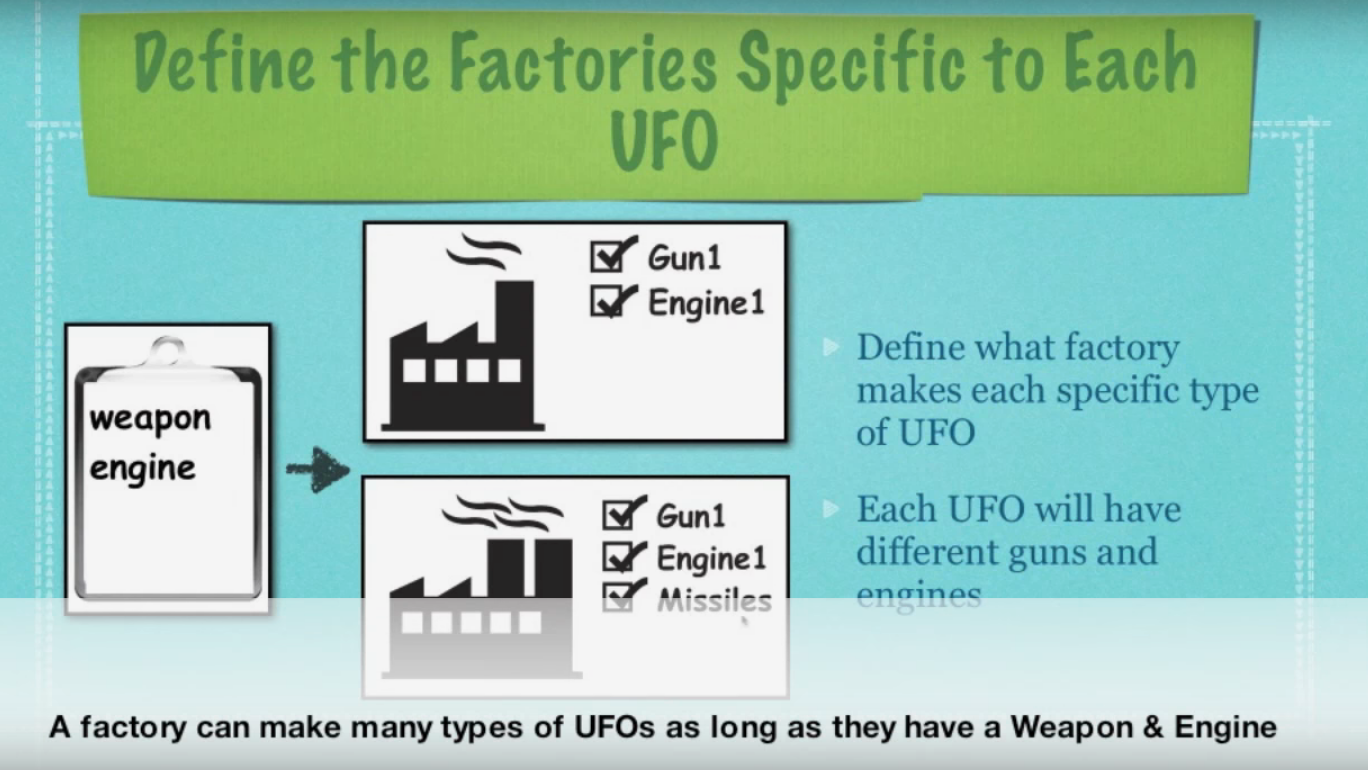 Define the Factories Specific to Each
UFO
weapon
engine
Gun1
Engine1
Gun1
Engine1
Missiles
Define what factory
makes each specific type
of UFO
Each UFO will have
different guns and
engines
A factory can make many types of UFOs as long as they have a Weapon & Engine